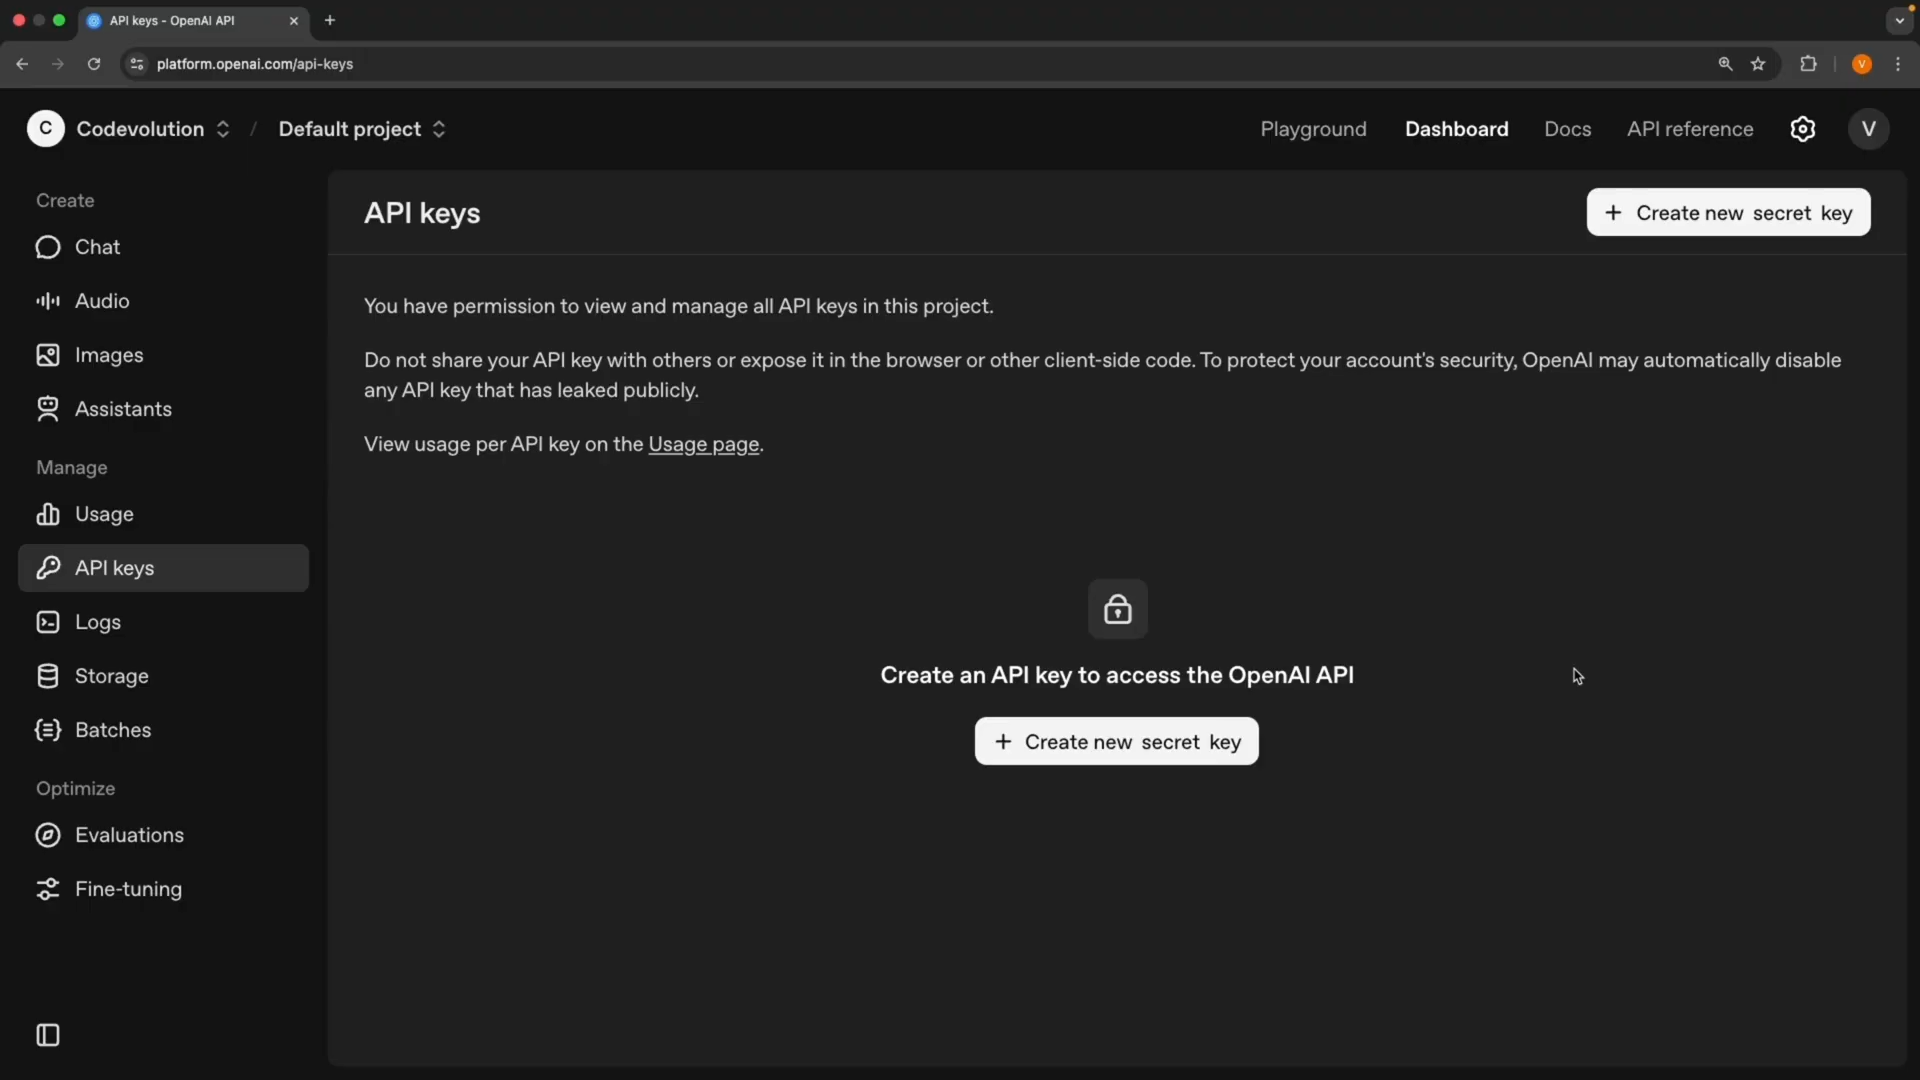 API keys - OpenAI API
platform.openai.com/api-keys
V
C
Codevolution
/
Default project
Playground
Dashboard
Docs
API reference
V
Create
Chat
Audio
Images
Assistants
Manage
Usage
API keys
Logs
Storage
Batches
Optimize
Evaluations
Fine-tuning
API keys
+ Create new secret key
You have permission to view and manage all API keys in this project.
Do not share your API key with others or expose it in the browser or other client-side code. To protect your account's security, OpenAI may automatically disable
any API key that has leaked publicly.
View usage per API key on the Usage page.
Create an API key to access the OpenAI API
+ Create new secret key